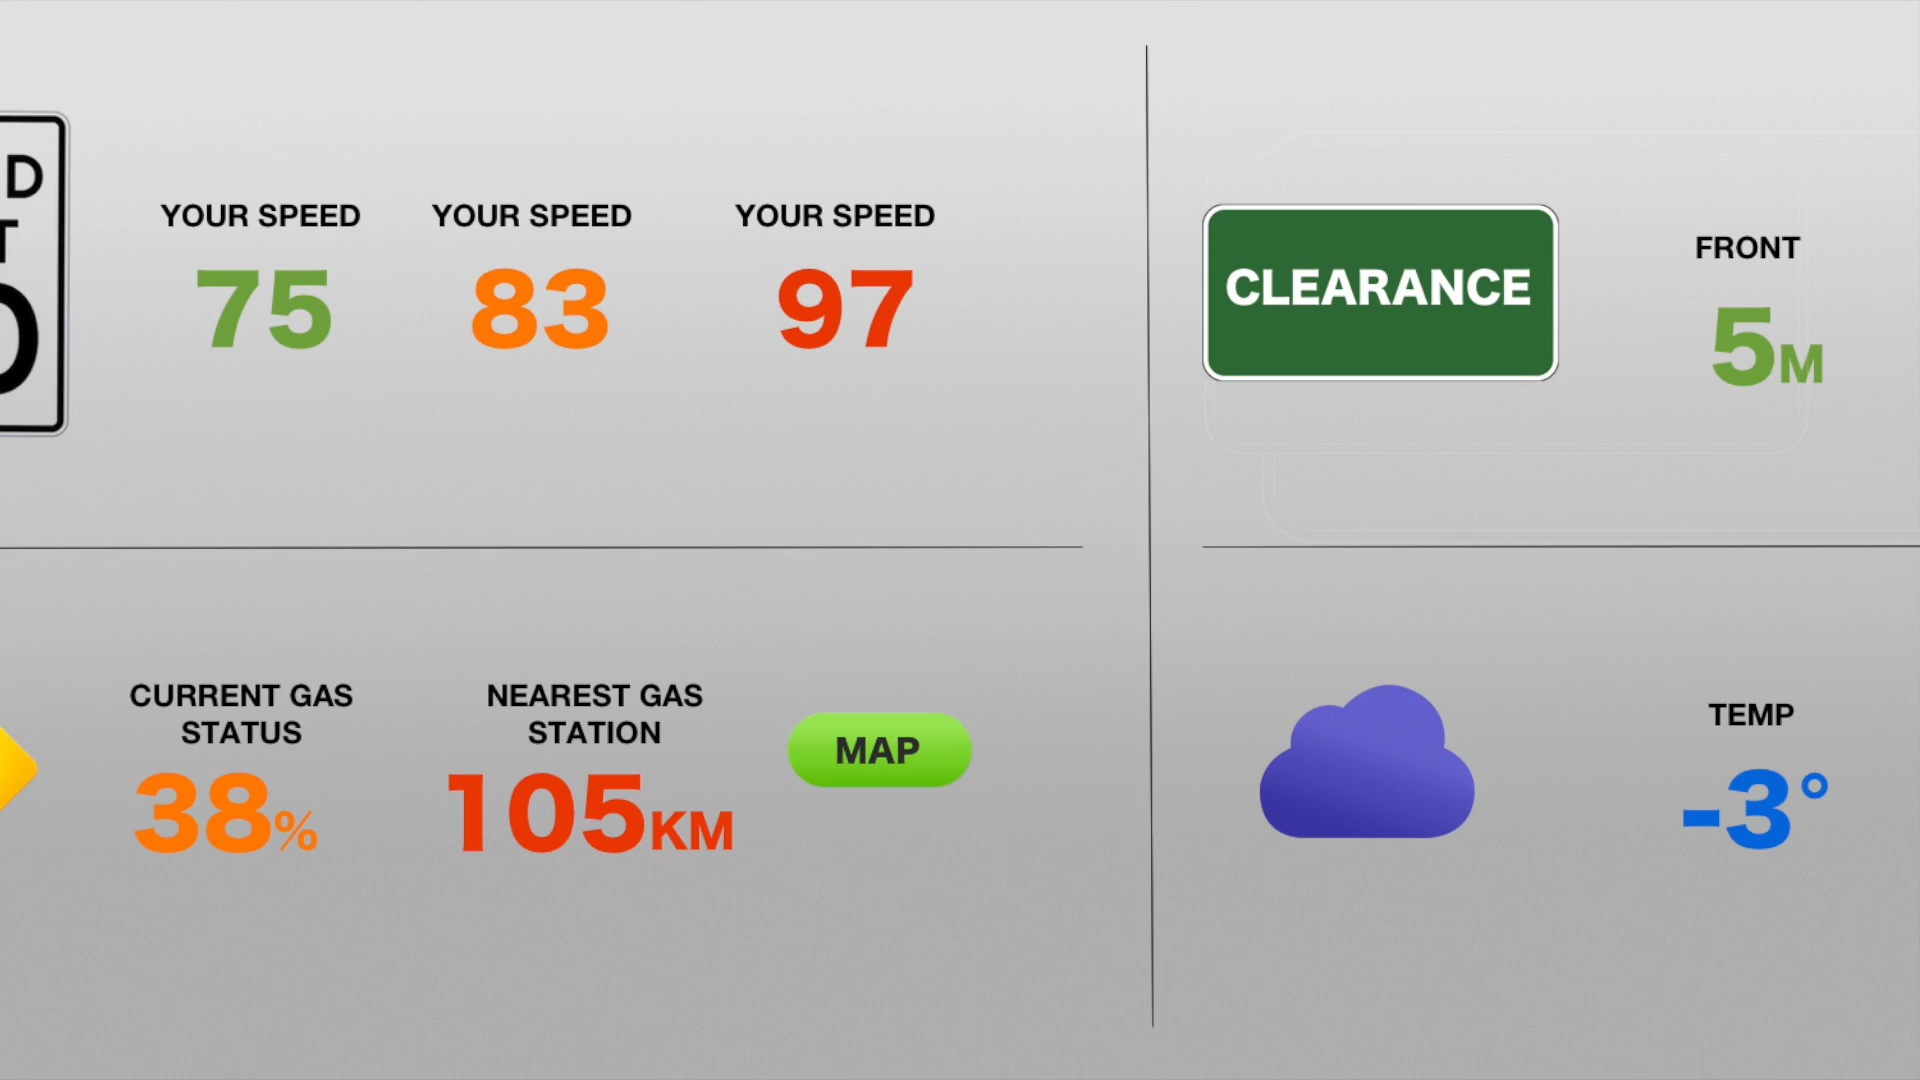 YOUR SPEED
75
YOUR SPEED
83
YOUR SPEED
97
CLEARANCE
FRONT
5M
CURRENT GAS
STATUS
38%
NEAREST GAS
STATION
105KM
MAP
TEMP
-3°